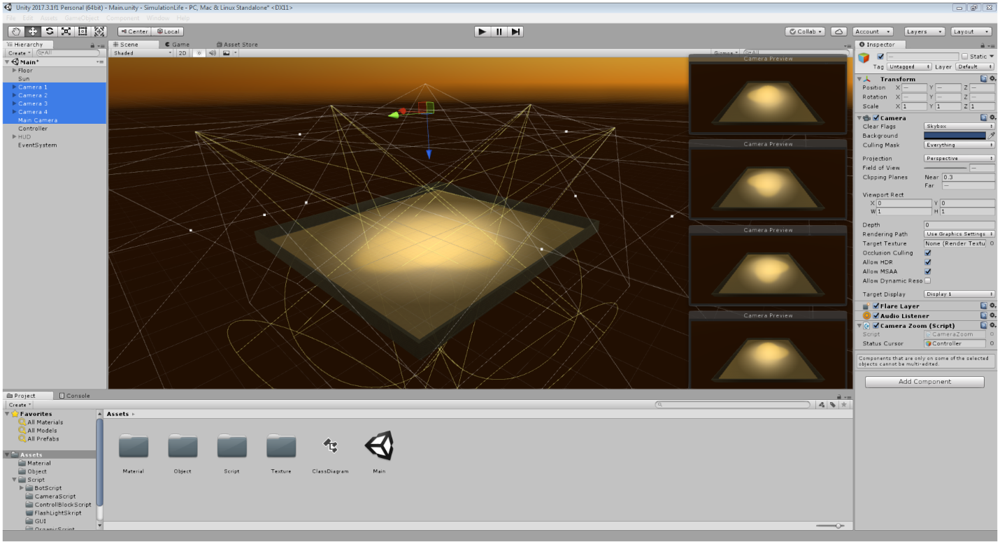 Unity 2017.3.1f1 Personal (64bit) - Main.unity - SimulationLife - PC, Mac & Linux Standalone* <DX11>
File Edit Assets GameObject Component Window Help
Center Local Collab Account Layers Layout
Hierarchy
Create All
Main*
Floor
Sun
Camera 1
Camera 2
Camera 3
Camera 4
Main Camera
Controller
HUD
EventSystem
Scene Game Asset Store
Shaded 2D Gizmos All
Camera Preview
Camera Preview
Camera Preview
Camera Preview
Inspector
— Static
Tag Untagged Layer Default
Transform
Position X — Y — Z —
Rotation X — Y — Z —
Scale X 1 Y 1 Z 1
Camera
Clear Flags Skybox
Background
Culling Mask Everything
Projection Perspective
Field of View —
Clipping Planes Near 0.3
Far —
Viewport Rect
X 0 Y 0
W 1 H 1
Depth 0
Rendering Path Use Graphics Settings
Target Texture None (Render Textu
Occlusion Culling
Allow HDR
Allow MSAA
Allow Dynamic Reso
Target Display Display 1
Flare Layer
Audio Listener
Camera Zoom (Script)
Script CameraZoom
Status Cursor Controller
Components that are only on some of the selected
objects cannot be multi-edited.
Add Component
Project Console
Create
Favorites
All Materials
All Models
All Prefabs
Assets
Material
Object
Script
BotScript
CameraScript
ControllBlockScript
FlashLightSkript
GUI
OrganicScript
Assets
Material Object Script Texture ClassDiagram Main